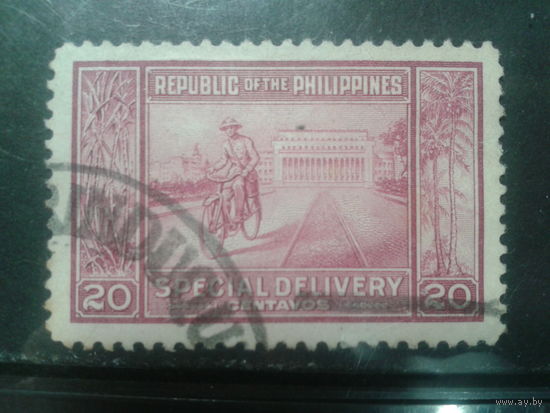 REPUBLIC OF THE PHILIPPINES
SPECIAL DELIVERY
20 CENTAVOS 20
www.ay.by